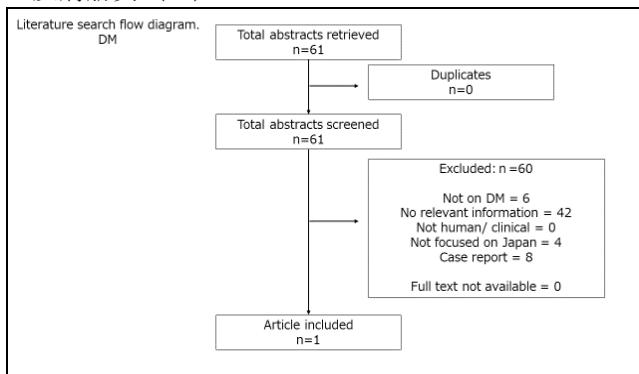 Literature search flow diagram.
DM
Total abstracts retrieved
n=61
Duplicates
n=0
Total abstracts screened
n=61
Excluded: n =60
Not on DM = 6
No relevant information = 42
Not human/ clinical = 0
Not focused on Japan = 4
Case report = 8
Full text not available = 0
Article included
n=1